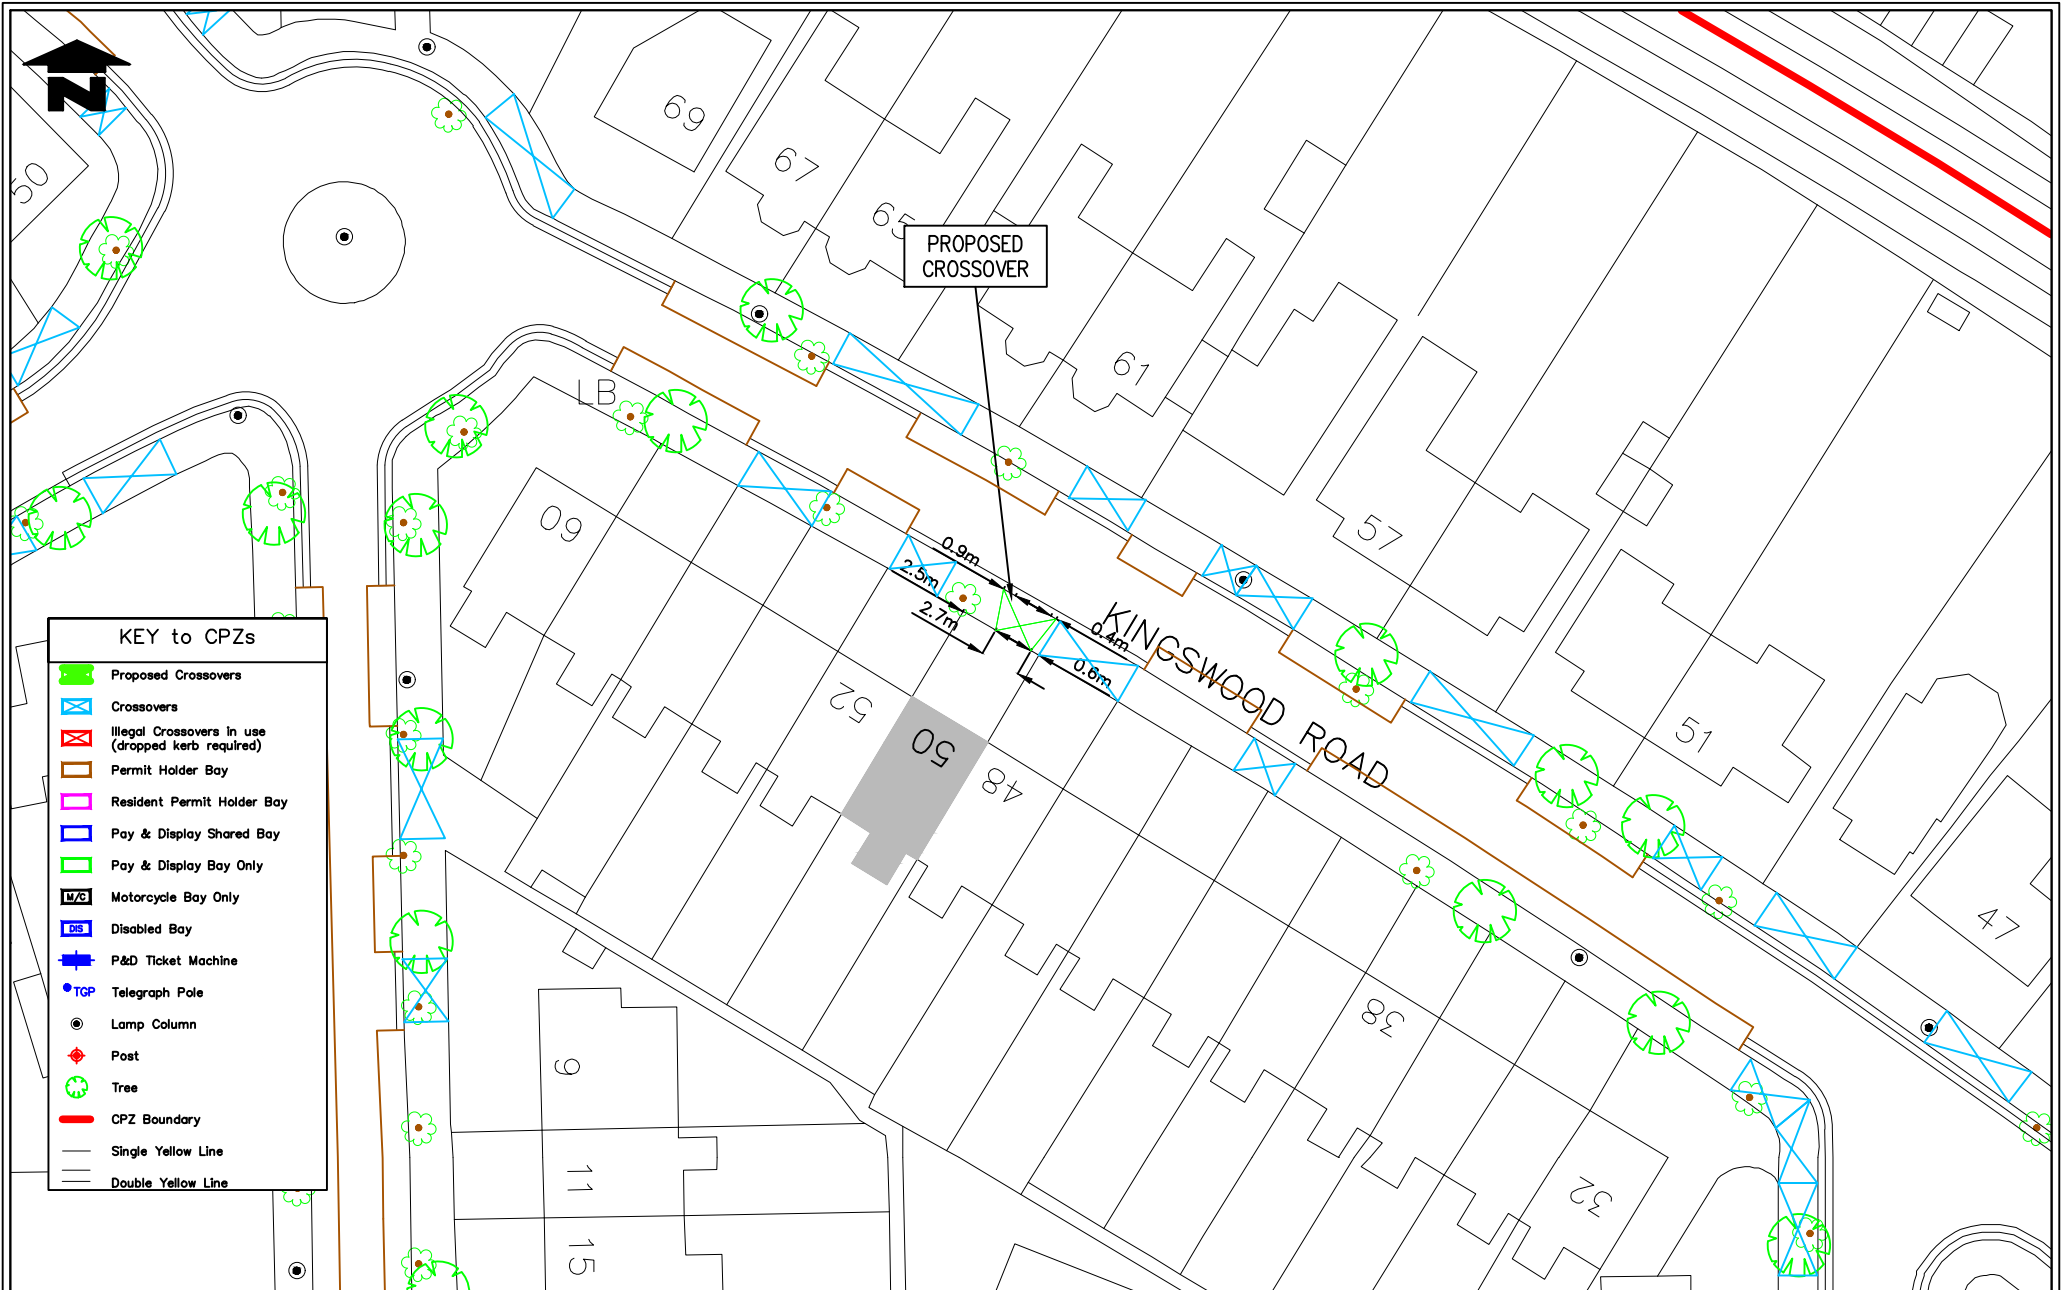 N
69
67
65
PROPOSED
CROSSOVER
61
57
51
47
50
LB
60
52
50
48
38
32
9
11
15
0.9m
2.5m
2.7m
0.4m
0.6m
KINGSWOOD ROAD
KEY to CPZs
Proposed Crossovers
Crossovers
Illegal Crossovers in use
(dropped kerb required)
Permit Holder Bay
Resident Permit Holder Bay
Pay & Display Shared Bay
Pay & Display Bay Only
M/C Motorcycle Bay Only
DIS Disabled Bay
P&D Ticket Machine
TGP Telegraph Pole
Lamp Column
Post
Tree
CPZ Boundary
Single Yellow Line
Double Yellow Line